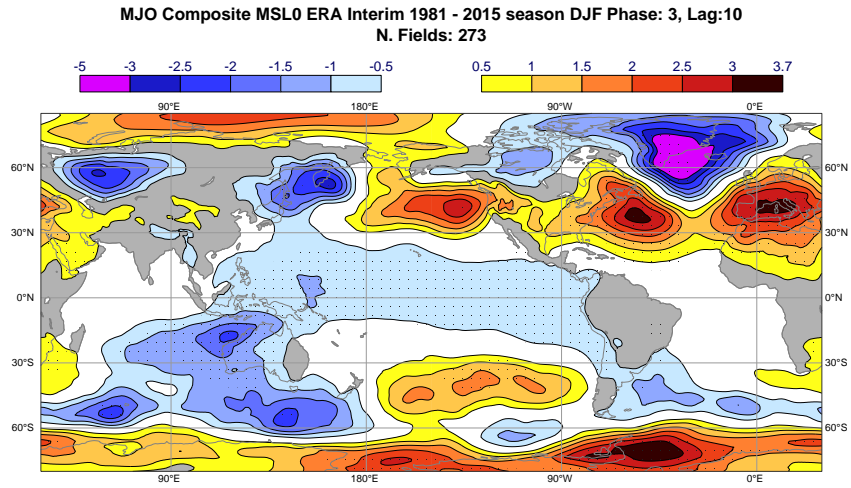 MJO Composite MSL0 ERA Interim 1981 - 2015 season DJF Phase: 3, Lag:10
N. Fields: 273
-5 -3 -2.5 -2 -1.5 -1 -0.5 0.5 1 1.5 2 2.5 3 3.7
90°E 180°E 90°W 0°E
60°N 60°N
30°N 30°N
0°N 0°N
30°S 30°S
60°S 60°S
90°E 180°E 90°W 0°E